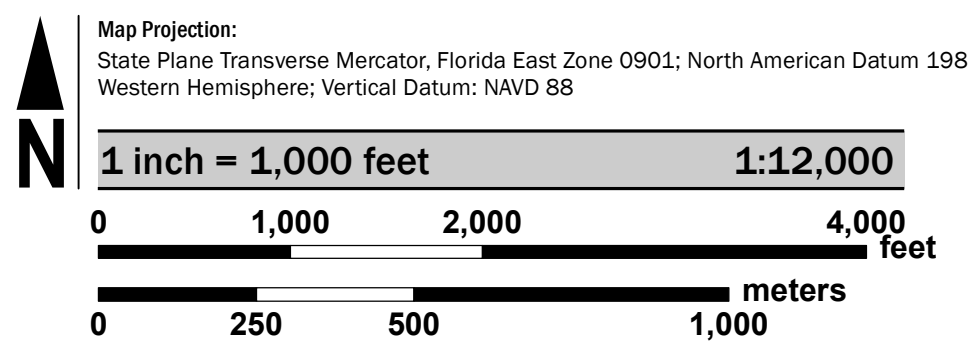 Map Projection:
State Plane Transverse Mercator, Florida East Zone 0901; North American Datum 198
Western Hemisphere; Vertical Datum: NAVD 88
N
1 inch = 1,000 feet 1:12,000
0 1,000 2,000 4,000
feet
meters
0 250 500 1,000